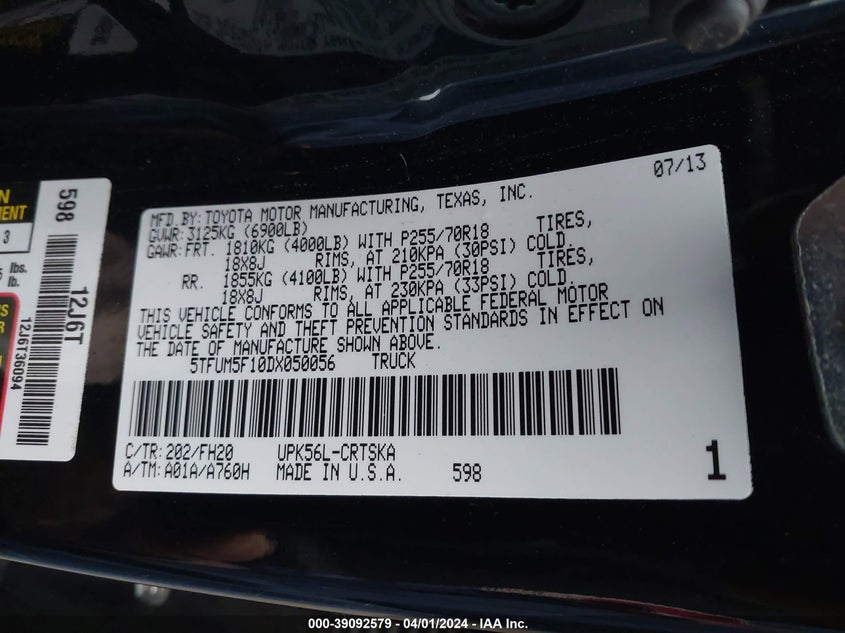 07/13
MFD BY: TOYOTA MOTOR MANUFACTURING, TEXAS, INC.
GVWR: 3125KG (6900LB)
GAWR: FRT. 1810KG (4000LB) WITH P255/70R18 TIRES,
18X8J RIMS, AT 210KPA (30PSI) COLD.
RR. 1855KG (4100LB) WITH P255/70R18 TIRES,
18X8J RIMS, AT 230KPA (33PSI) COLD.
THIS VEHICLE CONFORMS TO ALL APPLICABLE FEDERAL MOTOR
VEHICLE SAFETY AND THEFT PREVENTION STANDARDS IN EFFECT ON
THE DATE OF MANUFACTURE SHOWN ABOVE.
5TFUM5F10DX050056 TRUCK
C/TR: 202/FH20 UPK56L-CRTSKA
A/TM: A01A/A760H MADE IN U.S.A. 598 1
598
12J6T
12J6T36094
3
lbs.
lb.
000-39092579 - 04/01/2024 - IAA Inc.